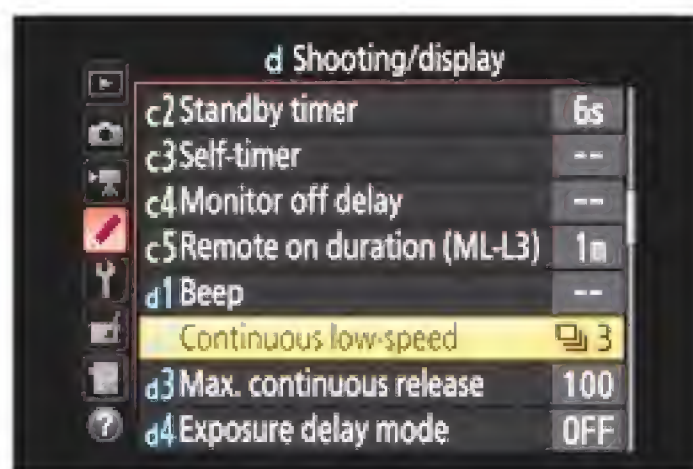 d Shooting/display
c2 Standby timer 6s
c3 Self-timer --
c4 Monitor off delay --
c5 Remote on duration (ML-L3) 1m
d1 Beep --
Continuous low-speed 3
d3 Max. continuous release 100
d4 Exposure delay mode OFF
?